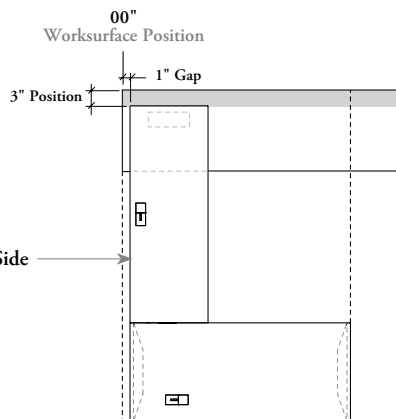 00"
Worksurface Position
1" Gap
3" Position
Side